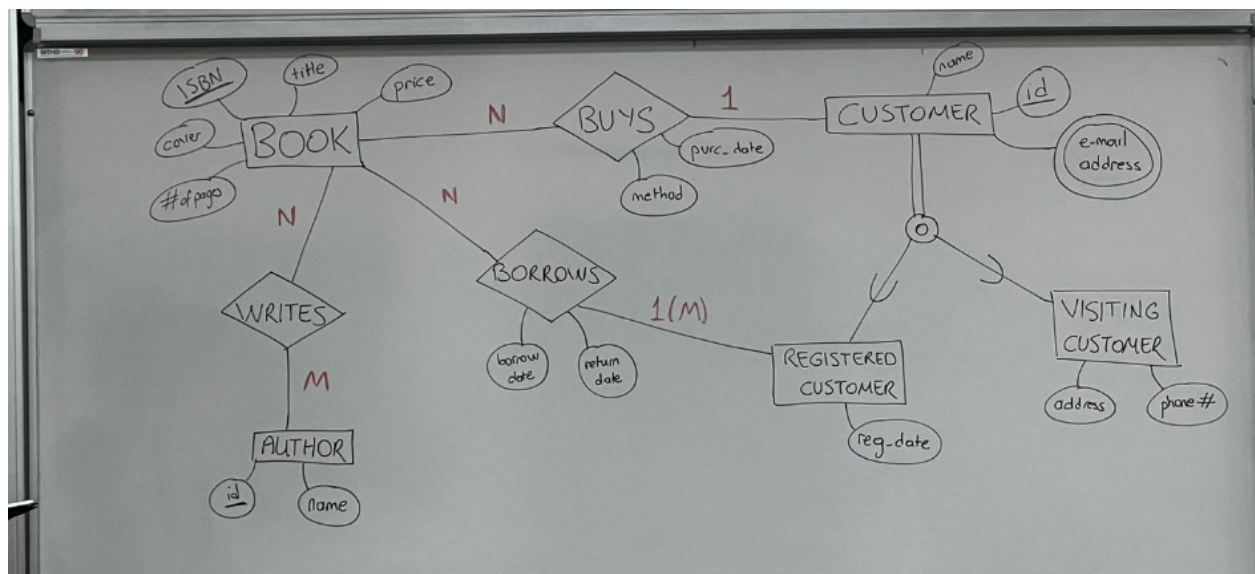 ISBN
title
price
cover
# of pages
BOOK
N
BUYS
1
purc_date
method
name
id
CUSTOMER
e-mail
address
N
N
WRITES
M
AUTHOR
id
name
BORROWS
borrow
date
return
date
1(M)
O
REGISTERED
CUSTOMER
reg_date
VISITING
CUSTOMER
address
phone #